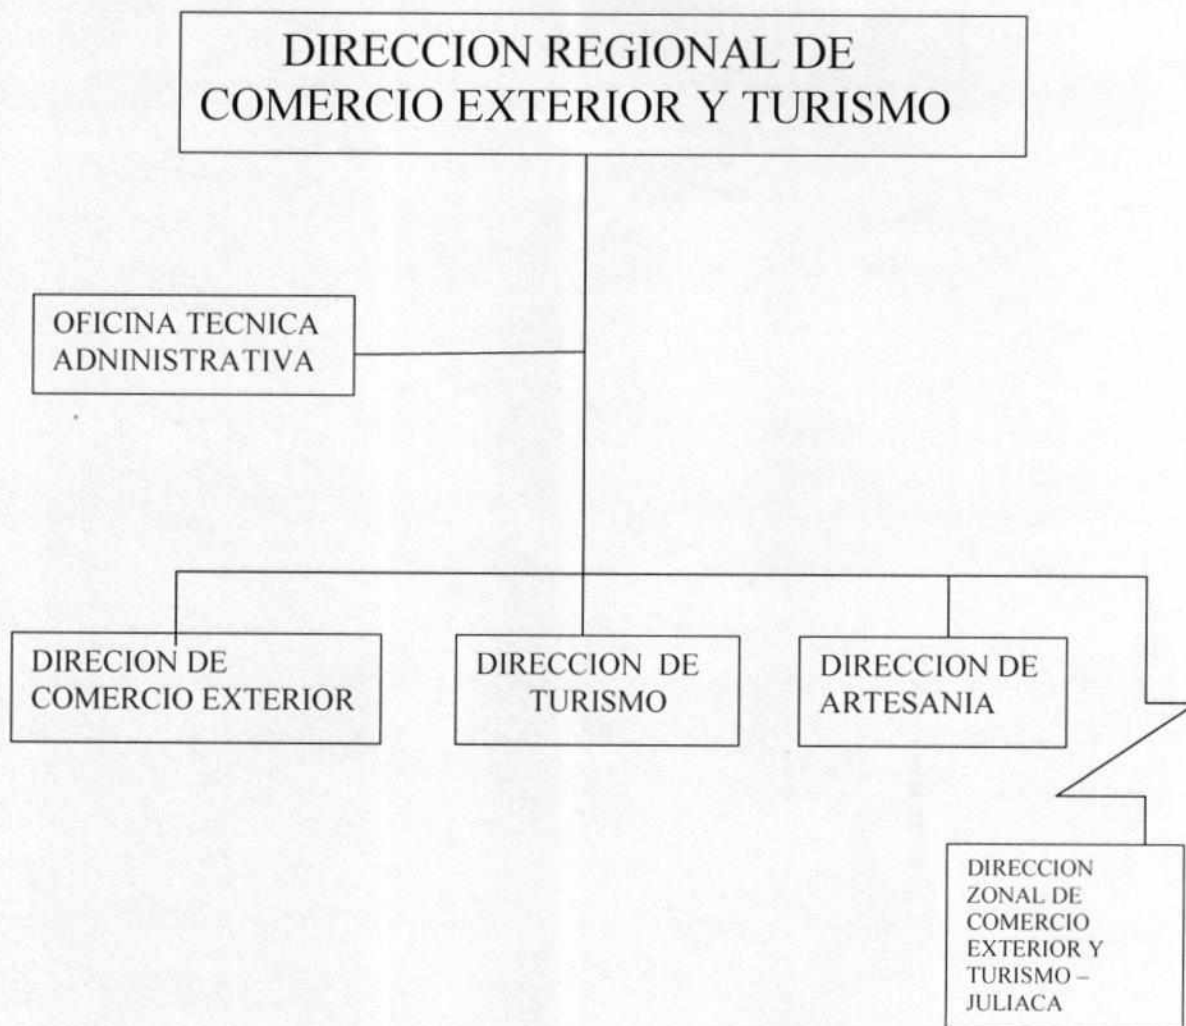 DIRECCION REGIONAL DE
COMERCIO EXTERIOR Y TURISMO
OFICINA TECNICA
ADNINISTRATIVA
DIRECION DE
COMERCIO EXTERIOR
DIRECCION DE
TURISMO
DIRECCION DE
ARTESANIA
DIRECCION
ZONAL DE
COMERCIO
EXTERIOR Y
TURISMO –
JULIACA